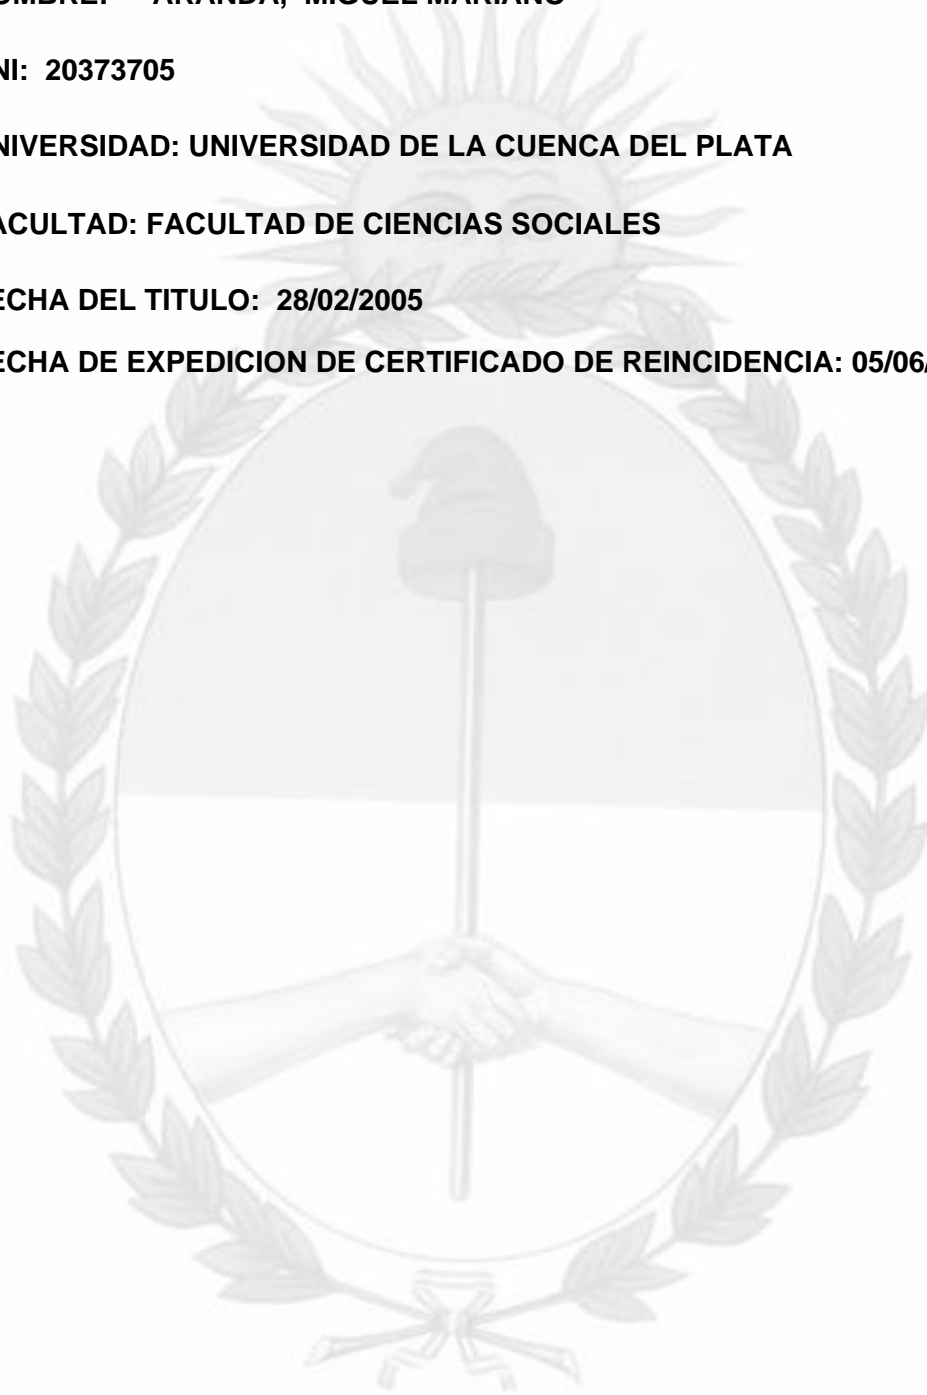 OMBRE: ARANDA, MIGUEL MARIANO
NI: 20373705
NIVERSIDAD: UNIVERSIDAD DE LA CUENCA DEL PLATA
ACULTAD: FACULTAD DE CIENCIAS SOCIALES
ECHA DEL TITULO: 28/02/2005
ECHA DE EXPEDICION DE CERTIFICADO DE REINCIDENCIA: 05/06/